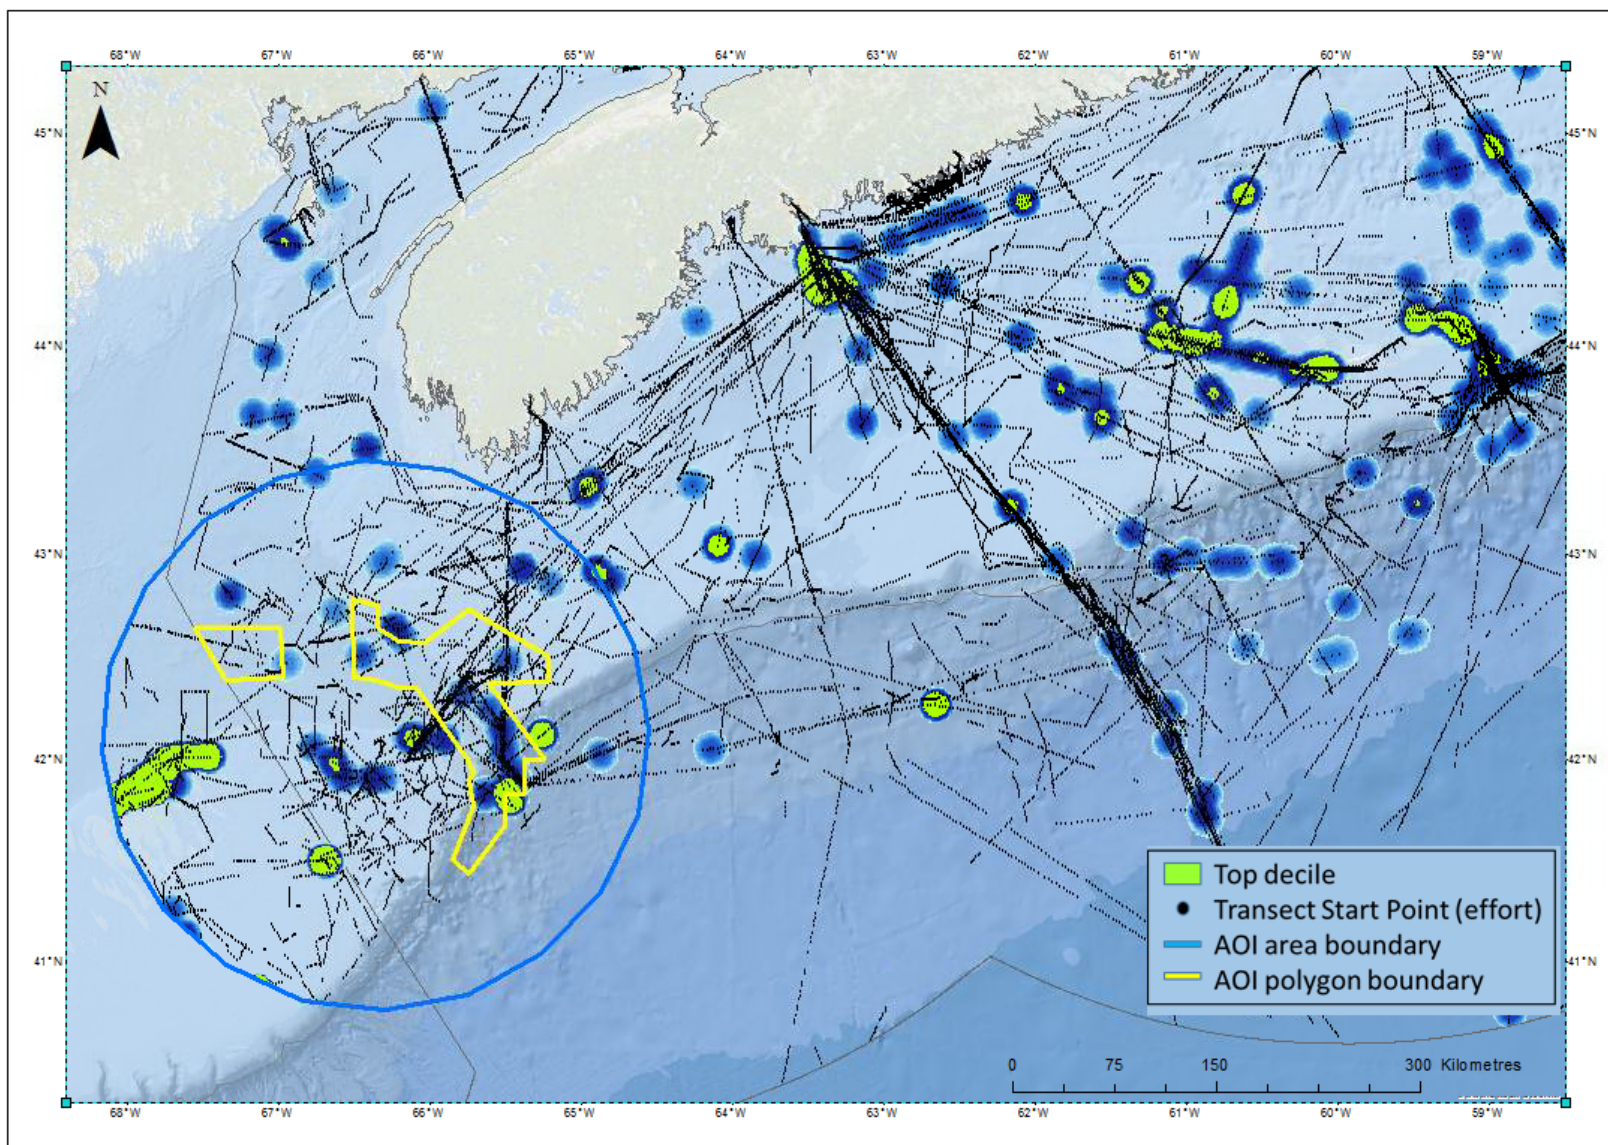 68°W 67°W 66°W 65°W 64°W 63°W 62°W 61°W 60°W 59°W
N
45°N 45°N
44°N 44°N
43°N 43°N
42°N 42°N
41°N 41°N
Top decile
Transect Start Point (effort)
AOI area boundary
AOI polygon boundary
0 75 150 300 Kilometres
68°W 67°W 66°W 65°W 64°W 63°W 62°W 61°W 60°W 59°W